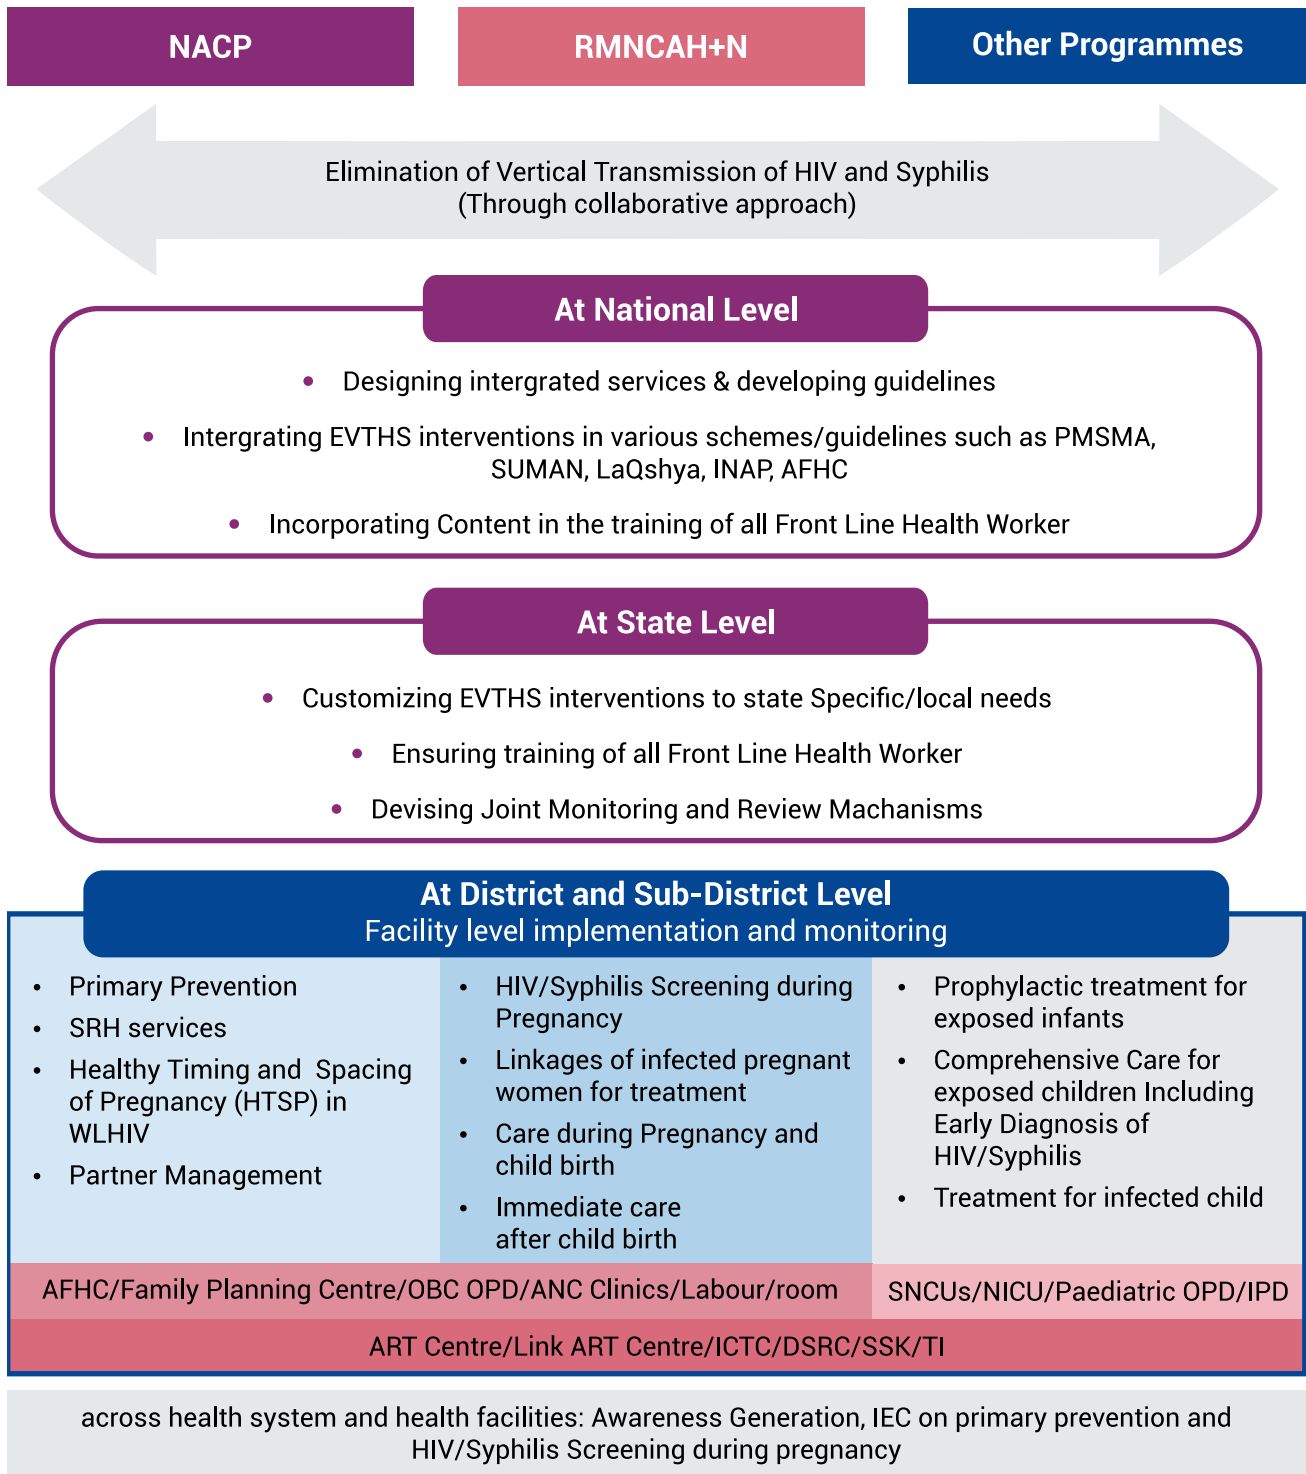 NACP
RMNCAH+N
Other Programmes
Elimination of Vertical Transmission of HIV and Syphilis
(Through collaborative approach)
At National Level
• Designing intergrated services & developing guidelines
• Intergrating EVTHS interventions in various schemes/guidelines such as PMSMA,
SUMAN, LaQshya, INAP, AFHC
• Incorporating Content in the training of all Front Line Health Worker
At State Level
• Customizing EVTHS interventions to state Specific/local needs
• Ensuring training of all Front Line Health Worker
• Devising Joint Monitoring and Review Machanisms
At District and Sub-District Level
Facility level implementation and monitoring
• Primary Prevention
• SRH services
• Healthy Timing and Spacing
of Pregnancy (HTSP) in
WLHIV
• Partner Management
• HIV/Syphilis Screening during
Pregnancy
• Linkages of infected pregnant
women for treatment
• Care during Pregnancy and
child birth
• Immediate care
after child birth
• Prophylactic treatment for
exposed infants
• Comprehensive Care for
exposed children Including
Early Diagnosis of
HIV/Syphilis
• Treatment for infected child
AFHC/Family Planning Centre/OBC OPD/ANC Clinics/Labour/room
SNCUs/NICU/Paediatric OPD/IPD
ART Centre/Link ART Centre/ICTC/DSRC/SSK/TI
across health system and health facilities: Awareness Generation, IEC on primary prevention and
HIV/Syphilis Screening during pregnancy